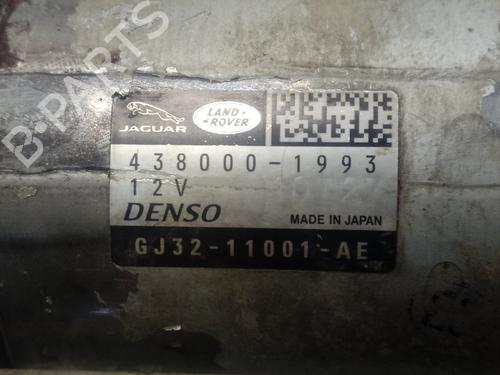 B-PARTS
JAGUAR
LAND-
ROVER
438000-1993
12V
DENSO
MADE IN JAPAN
GJ32-11001-AE